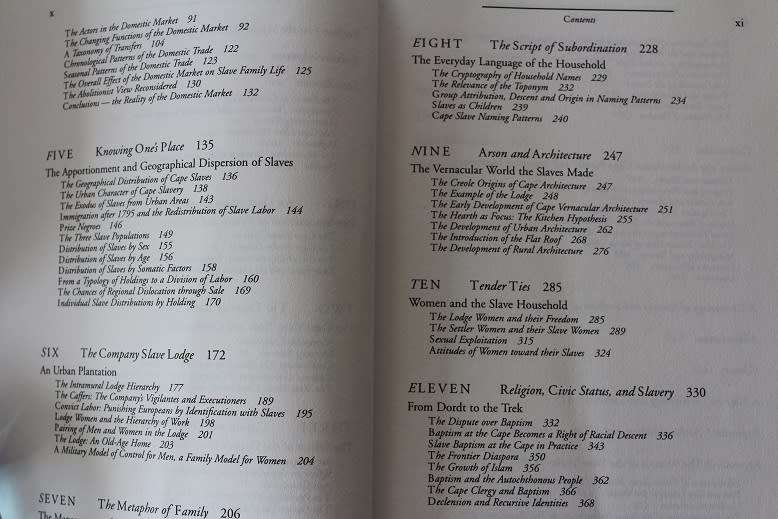 x
The Actors in the Domestic Market 91
The Changing Functions of the Domestic Market 92
A Taxonomy of Transfers 104
Chronological Patterns of the Domestic Trade 122
Seasonal Patterns of the Domestic Trade 123
The Overall Effect of the Domestic Market on Slave Family Life 125
The Abolitionist View Reconsidered 130
Conclusions — the Reality of the Domestic Market 132
FIVE Knowing One's Place 135
The Apportionment and Geographical Dispersion of Slaves
The Geographical Distribution of Cape Slaves 136
The Urban Character of Cape Slavery 138
The Exodus of Slaves from Urban Areas 143
Immigration after 1795 and the Redistribution of Slave Labor 144
Prize Negroes 146
The Three Slave Populations 149
Distribution of Slaves by Sex 155
Distribution of Slaves by Age 156
Distribution of Slaves by Somatic Factors 158
From a Typology of Holdings to a Division of Labor 160
The Chances of Regional Dislocation through Sale 169
Individual Slave Distributions by Holding 170
SIX The Company Slave Lodge 172
An Urban Plantation
The Intramural Lodge Hierarchy 177
The Caffers: The Company's Vigilantes and Executioners 189
Convict Labor: Punishing Europeans by Identification with Slaves 195
Lodge Women and the Hierarchy of Work 198
Pairing of Men and Women in the Lodge 201
The Lodge: An Old-Age Home 203
A Military Model of Control for Men, a Family Model for Women 204
SEVEN The Metaphor of Family 206
Contents xi
EIGHT The Script of Subordination 228
The Everyday Language of the Household
The Cryptography of Household Names 229
The Relevance of the Toponym 232
Group Attribution, Descent and Origin in Naming Patterns 234
Slaves as Children 239
Cape Slave Naming Patterns 240
NINE Arson and Architecture 247
The Vernacular World the Slaves Made
The Creole Origins of Cape Architecture 247
The Example of the Lodge 248
The Early Development of Cape Vernacular Architecture 251
The Hearth as Focus: The Kitchen Hypothesis 255
The Development of Urban Architecture 262
The Introduction of the Flat Roof 268
The Development of Rural Architecture 276
TEN Tender Ties 285
Women and the Slave Household
The Lodge Women and their Freedom 285
The Settler Women and their Slave Women 289
Sexual Exploitation 315
Attitudes of Women toward their Slaves 324
ELEVEN Religion, Civic Status, and Slavery 330
From Dordt to the Trek
The Dispute over Baptism 332
Baptism at the Cape Becomes a Right of Racial Descent 336
Slave Baptism at the Cape in Practice 343
The Frontier Diaspora 350
The Growth of Islam 356
Baptism and the Autochthonous People 362
The Cape Clergy and Baptism 366
Declension and Recursive Identities 368